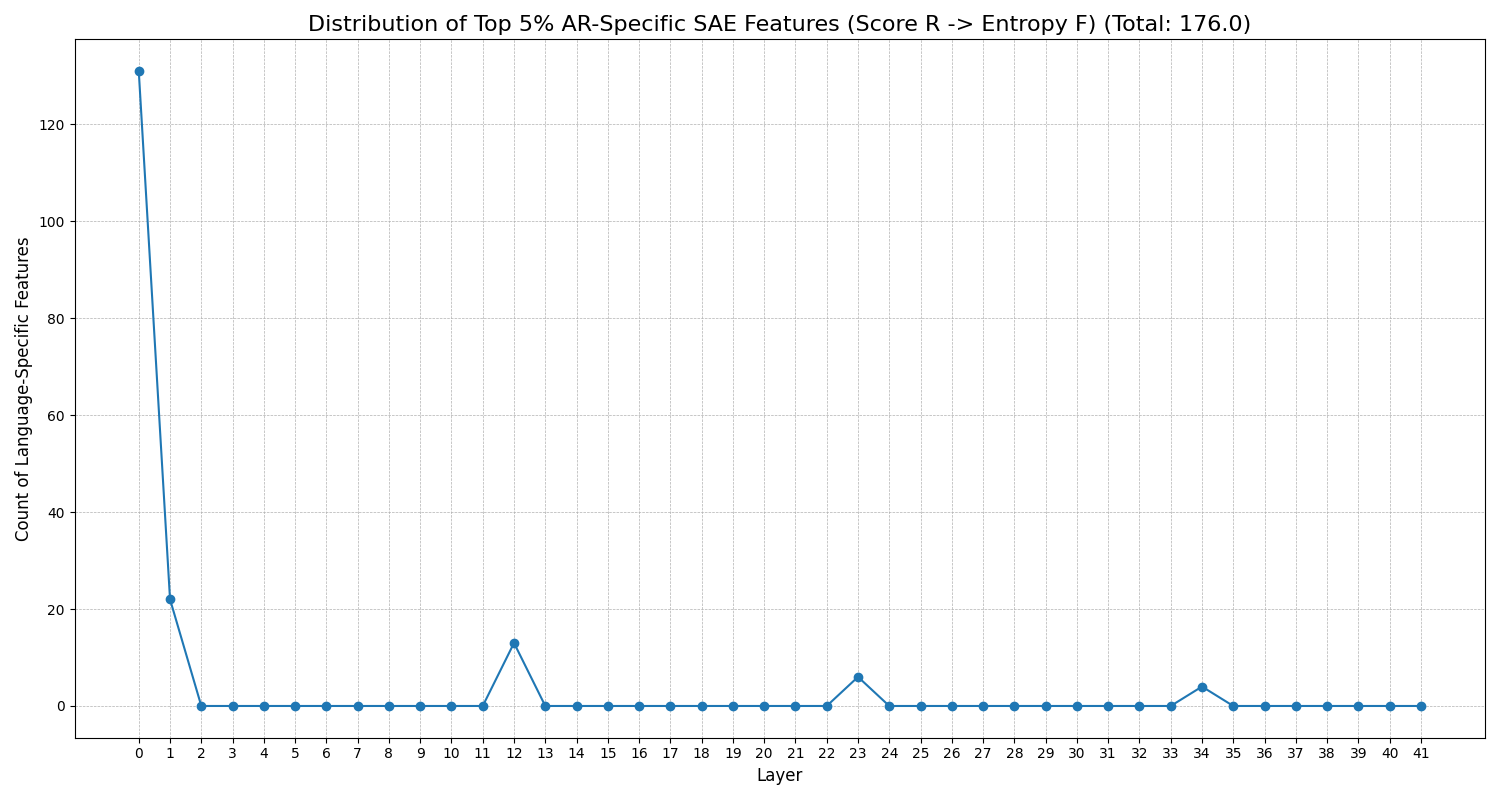 Distribution of Top 5% AR-Specific SAE Features (Score R -> Entropy F) (Total: 176.0)
Count of Language-Specific Features
120
100
80
60
40
20
0
0 1 2 3 4 5 6 7 8 9 10 11 12 13 14 15 16 17 18 19 20 21 22 23 24 25 26 27 28 29 30 31 32 33 34 35 36 37 38 39 40 41
Layer